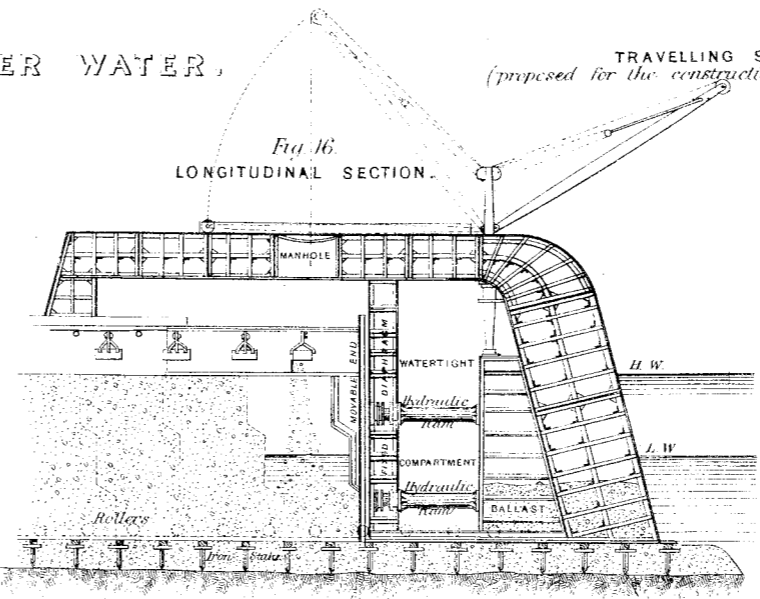 ER WATER,
TRAVELLING S
(proposed for the constructi
Fig. 16.
LONGITUDINAL SECTION.
MANHOLE
MOVABLE END
FIXED DIAPHRAGM
WATERTIGHT
H. W.
Hydraulic
Ram
L W
COMPARTMENT
Hydraulic
Ram
BALLAST
Rollers
Iron Stakes